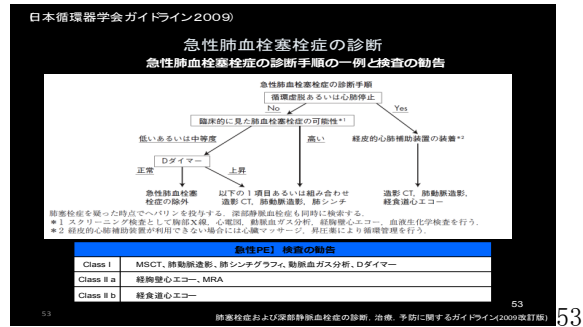 日本循環器学会ガイドライン2009)
急性肺血栓塞栓症の診断
急性肺血栓塞栓症の診断手順の一例と検査の勧告
急性肺血栓塞栓症の診断手順
循環虚脱あるいは心肺停止
No
Yes
臨床的に見た肺血栓塞栓症の可能性*1
低いあるいは中等度
高い
経皮的心肺補助装置の装着*2
Dダイマー
正常
上昇
急性肺血栓塞栓症の除外
以下の1項目あるいは組み合わせ
造影CT, 肺動脈造影, 肺シンチ
造影CT, 肺動脈造影,
経食道心エコー
肺塞栓症を疑った時点でヘパリンを投与する. 深部静脈血栓症も同時に検索する.
*1 スクリーニング検査として胸部X線, 心電図, 動脈血ガス分析, 経胸壁心エコー, 血液生化学検査を行う.
*2 経皮的心肺補助装置が利用できない場合には心臓マッサージ, 昇圧薬により循環管理を行う.
急性PE】 検査の勧告
Class I MSCT、肺動脈造影、肺シンチグラフィ、動脈血ガス分析、Dダイマー
Class II a 経胸壁心エコー、MRA
Class II b 経食道心エコー
53
53
肺塞栓症および深部静脈血栓症の診断、治療、予防に関するガイドライン(2009改訂版)
53